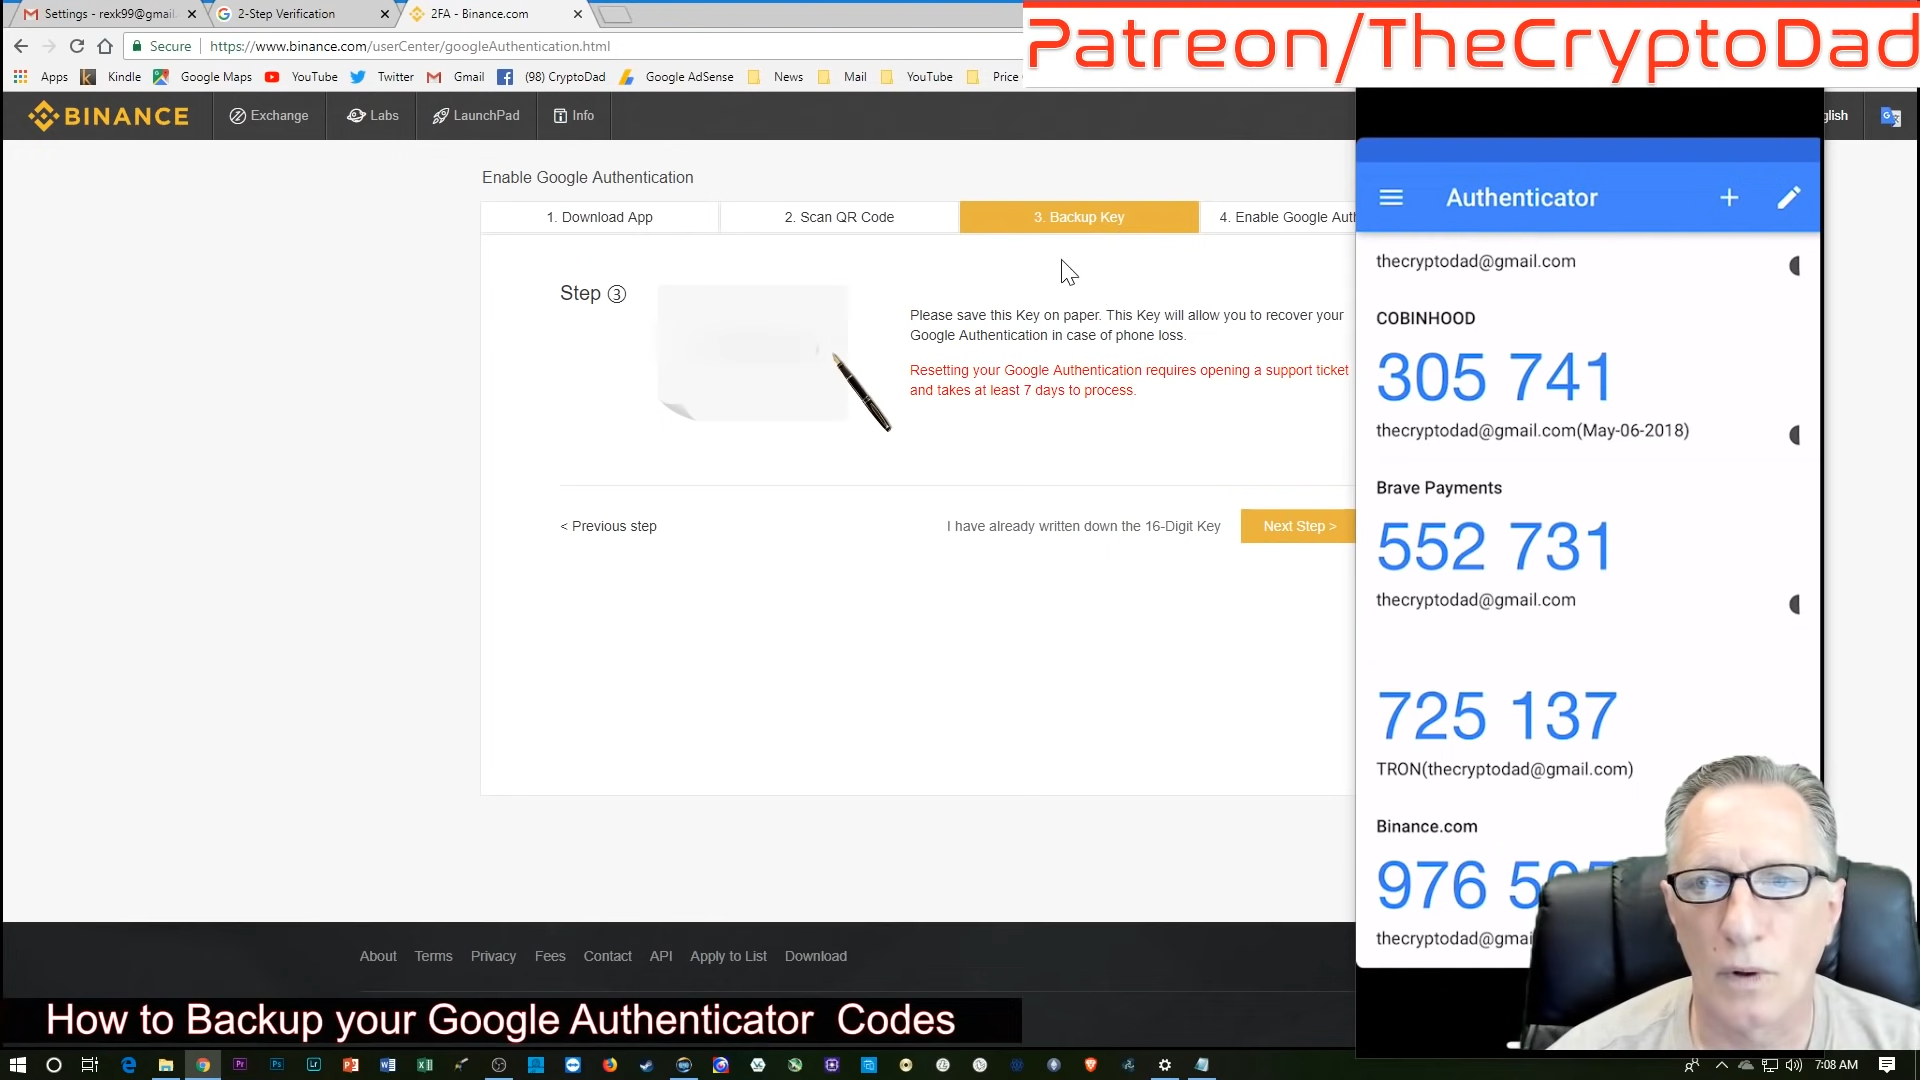 Settings - rexk99@gmail.
2-Step Verification
2FA - Binance.com
Secure
https://www.binance.com/userCenter/googleAuthentication.html
Apps
Kindle
Google Maps
YouTube
Twitter
Gmail
(98) CryptoDad
Google AdSense
News
Mail
YouTube
Price
Patreon/TheCryptoDad
BINANCE
Exchange
Labs
LaunchPad
Info
glish
Enable Google Authentication
1. Download App
2. Scan QR Code
3. Backup Key
4. Enable Google Aut
Step ③
Please save this Key on paper. This Key will allow you to recover your
Google Authentication in case of phone loss.
Resetting your Google Authentication requires opening a support ticket
and takes at least 7 days to process.
< Previous step
I have already written down the 16-Digit Key
Next Step >
Authenticator
thecryptodad@gmail.com
COBINHOOD
305 741
thecryptodad@gmail.com(May-06-2018)
Brave Payments
552 731
thecryptodad@gmail.com
725 137
TRON(thecryptodad@gmail.com)
Binance.com
976
thecryptodad@gmai
About
Terms
Privacy
Fees
Contact
API
Apply to List
Download
How to Backup your Google Authenticator Codes
7:08 AM